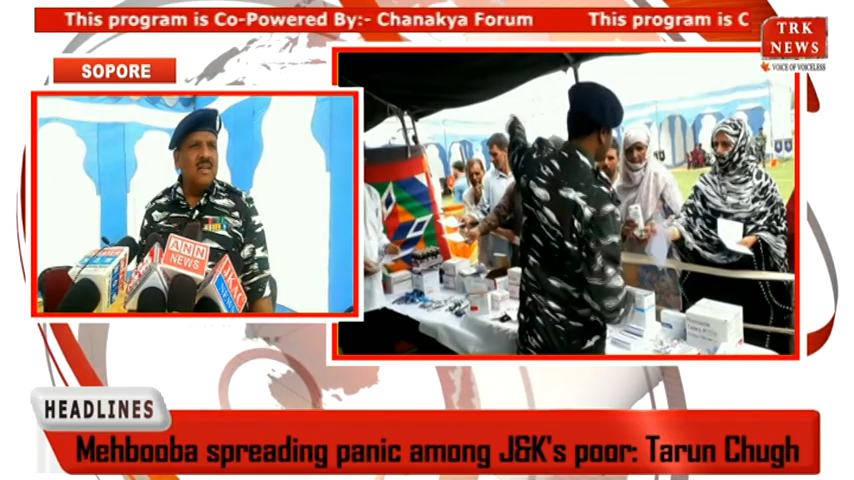 This program is Co-Powered By:- Chanakya Forum This program is C
TRK
NEWS
VOICE OF VOICELESS
SOPORE
ANN
NEWS
NEWS
HEADLINES
Mehbooba spreading panic among J&K's poor: Tarun Chugh